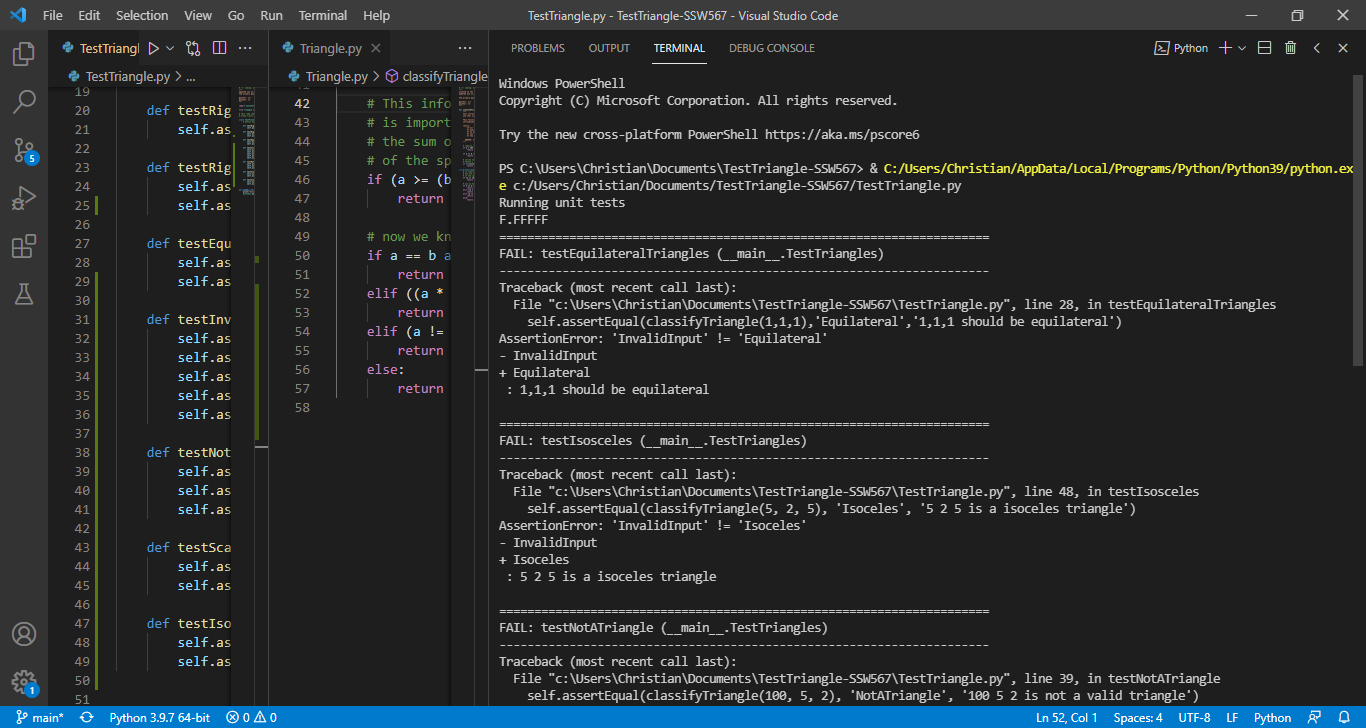 File Edit Selection View Go Run Terminal Help
TestTriangle.py - TestTriangle-SSW567 - Visual Studio Code
TestTriangl
TestTriangle.py > ...
19
20 def testRig
21 self.as
22
23 def testRig
24 self.as
25 self.as
26
27 def testEqu
28 self.as
29 self.as
30
31 def testInv
32 self.as
33 self.as
34 self.as
35 self.as
36 self.as
37
38 def testNot
39 self.as
40 self.as
41 self.as
42
43 def testSca
44 self.as
45 self.as
46
47 def testIso
48 self.as
49 self.as
50
51
Triangle.py
Triangle.py > classifyTriangle
41
42 # This info
43 # is import
44 # the sum o
45 # of the sp
46 if (a >= (b
47 return
48
49 # now we kn
50 if a == b a
51 return
52 elif ((a *
53 return
54 elif (a !=
55 return
56 else:
57 return
58
PROBLEMS OUTPUT TERMINAL DEBUG CONSOLE
Python
Windows PowerShell
Copyright (C) Microsoft Corporation. All rights reserved.
Try the new cross-platform PowerShell https://aka.ms/pscore6
PS C:\Users\Christian\Documents\TestTriangle-SSW567> & C:/Users/Christian/AppData/Local/Programs/Python/Python39/python.ex
e c:/Users/Christian/Documents/TestTriangle-SSW567/TestTriangle.py
Running unit tests
F.FFFFF
======================================================================
FAIL: testEquilateralTriangles (__main__.TestTriangles)
----------------------------------------------------------------------
Traceback (most recent call last):
File "c:\Users\Christian\Documents\TestTriangle-SSW567\TestTriangle.py", line 28, in testEquilateralTriangles
self.assertEqual(classifyTriangle(1,1,1),'Equilateral','1,1,1 should be equilateral')
AssertionError: 'InvalidInput' != 'Equilateral'
- InvalidInput
+ Equilateral
: 1,1,1 should be equilateral
======================================================================
FAIL: testIsosceles (__main__.TestTriangles)
----------------------------------------------------------------------
Traceback (most recent call last):
File "c:\Users\Christian\Documents\TestTriangle-SSW567\TestTriangle.py", line 48, in testIsosceles
self.assertEqual(classifyTriangle(5, 2, 5), 'Isoceles', '5 2 5 is a isoceles triangle')
AssertionError: 'InvalidInput' != 'Isoceles'
- InvalidInput
+ Isoceles
: 5 2 5 is a isoceles triangle
======================================================================
FAIL: testNotATriangle (__main__.TestTriangles)
----------------------------------------------------------------------
Traceback (most recent call last):
File "c:\Users\Christian\Documents\TestTriangle-SSW567\TestTriangle.py", line 39, in testNotATriangle
self.assertEqual(classifyTriangle(100, 5, 2), 'NotATriangle', '100 5 2 is not a valid triangle')
5
1
main* Python 3.9.7 64-bit 0 0
Ln 52, Col 1 Spaces: 4 UTF-8 LF Python